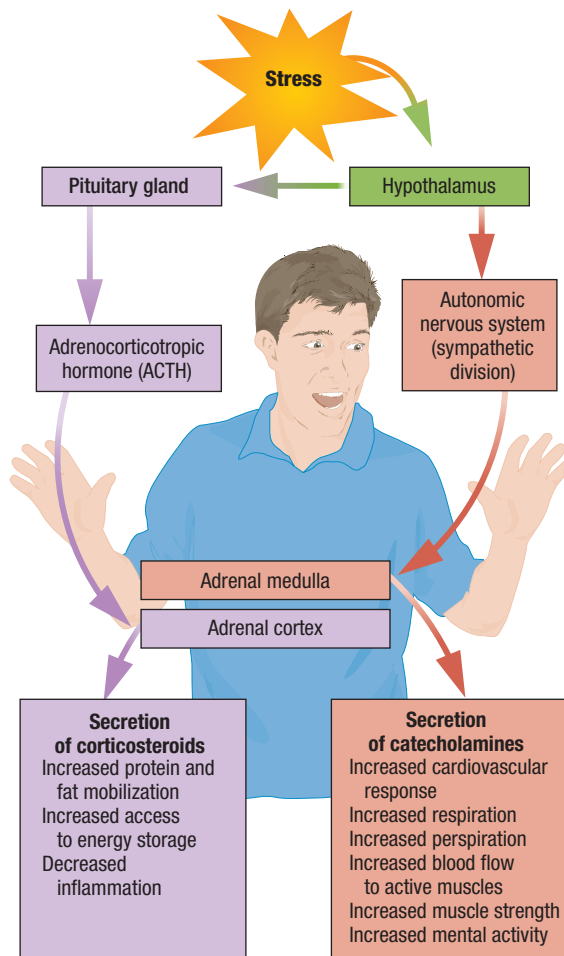 Stress
Pituitary gland
Hypothalamus
Adrenocorticotropic
hormone (ACTH)
Autonomic
nervous system
(sympathetic
division)
Adrenal medulla
Adrenal cortex
Secretion
of corticosteroids
Increased protein and
fat mobilization
Increased access
to energy storage
Decreased
inflammation
Secretion
of catecholamines
Increased cardiovascular
response
Increased respiration
Increased perspiration
Increased blood flow
to active muscles
Increased muscle strength
Increased mental activity